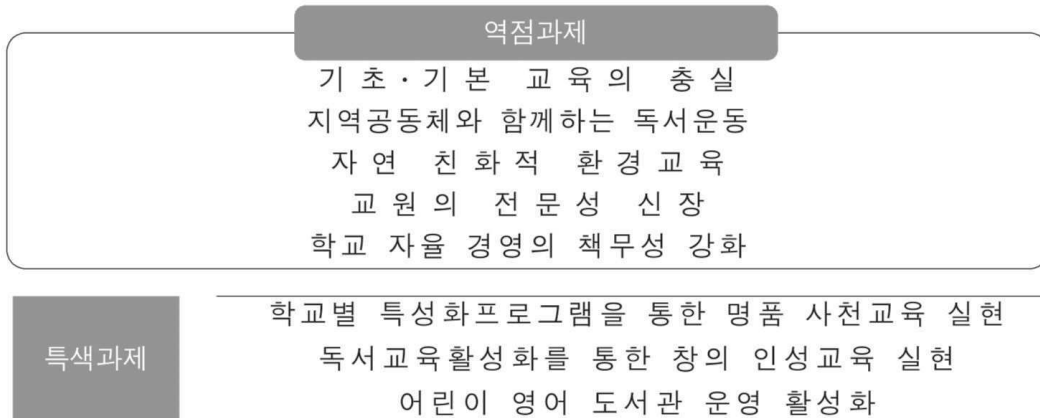 역점과제
기초·기본 교육의 충실
지역공동체와 함께하는 독서운동
자연 친화적 환경교육
교원의 전문성 신장
학교 자율 경영의 책무성 강화
학교별 특성화프로그램을 통한 명품 사천교육 실현
특색과제
독서교육활성화를 통한 창의 인성교육 실현
어린이 영어 도서관 운영 활성화